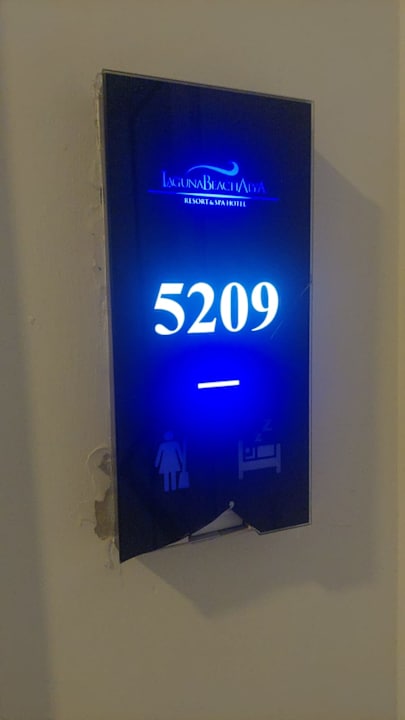 LAGUNABEACHALYA
RESORT & SPA HOTEL
5209
Z
Z